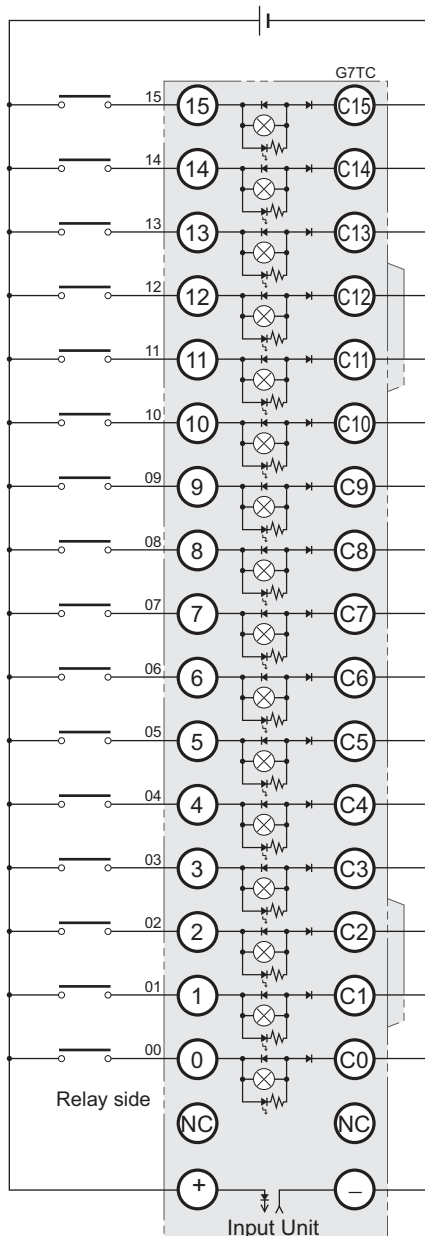 G7TC
15 15 C15
14 14 C14
13 13 C13
12 12 C12
11 11 C11
10 10 C10
09 9 C9
08 8 C8
07 7 C7
06 6 C6
05 5 C5
04 4 C4
03 3 C3
02 2 C2
01 1 C1
00 0 C0
Relay side
NC NC
+ −
Input Unit